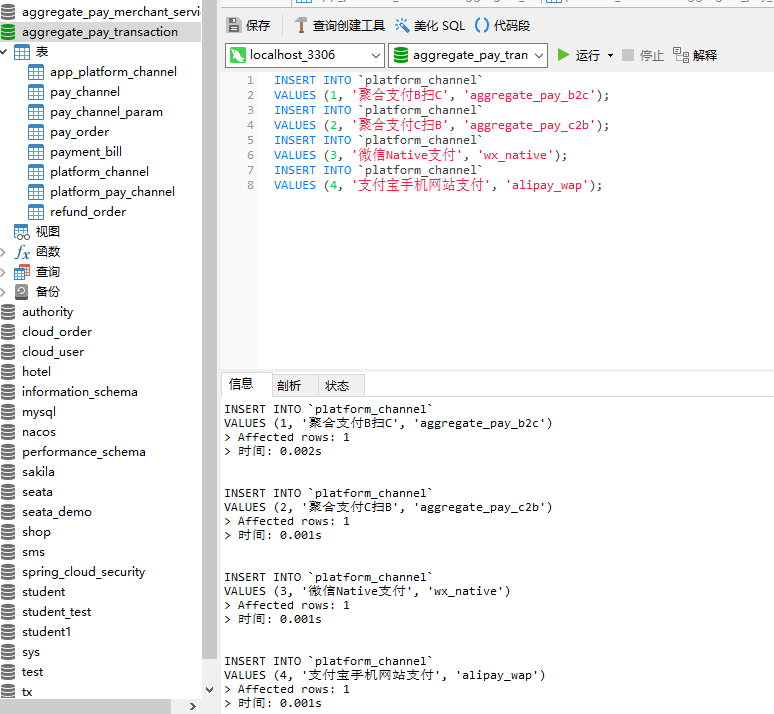 aggregate_pay_merchant_servi
aggregate_pay_transaction
表
app_platform_channel
pay_channel
pay_channel_param
pay_order
payment_bill
platform_channel
platform_pay_channel
refund_order
视图
fx 函数
查询
备份
authority
cloud_order
cloud_user
hotel
information_schema
mysql
nacos
performance_schema
sakila
seata
seata_demo
shop
sms
spring_cloud_security
student
student_test
student1
sys
test
tx
保存 查询创建工具 美化 SQL () 代码段
localhost_3306 aggregate_pay_tran 运行 停止 解释
1 INSERT INTO `platform_channel`
2 VALUES (1, '聚合支付B扫C', 'aggregate_pay_b2c');
3 INSERT INTO `platform_channel`
4 VALUES (2, '聚合支付C扫B', 'aggregate_pay_c2b');
5 INSERT INTO `platform_channel`
6 VALUES (3, '微信Native支付', 'wx_native');
7 INSERT INTO `platform_channel`
8 VALUES (4, '支付宝手机网站支付', 'alipay_wap');
信息 剖析 状态
INSERT INTO `platform_channel`
VALUES (1, '聚合支付B扫C', 'aggregate_pay_b2c')
> Affected rows: 1
> 时间: 0.002s
INSERT INTO `platform_channel`
VALUES (2, '聚合支付C扫B', 'aggregate_pay_c2b')
> Affected rows: 1
> 时间: 0.001s
INSERT INTO `platform_channel`
VALUES (3, '微信Native支付', 'wx_native')
> Affected rows: 1
> 时间: 0.001s
INSERT INTO `platform_channel`
VALUES (4, '支付宝手机网站支付', 'alipay_wap')
> Affected rows: 1
> 时间: 0.001s